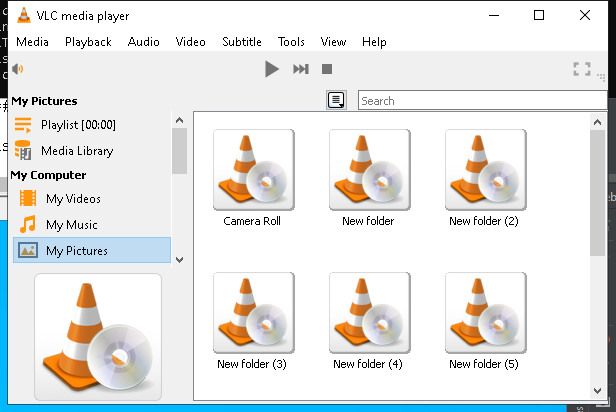 VLC media player
Media Playback Audio Video Subtitle Tools View Help
My Pictures
Search
Playlist [00:00]
Media Library
My Computer
My Videos
My Music
My Pictures
Camera Roll
New folder
New folder (2)
New folder (3)
New folder (4)
New folder (5)